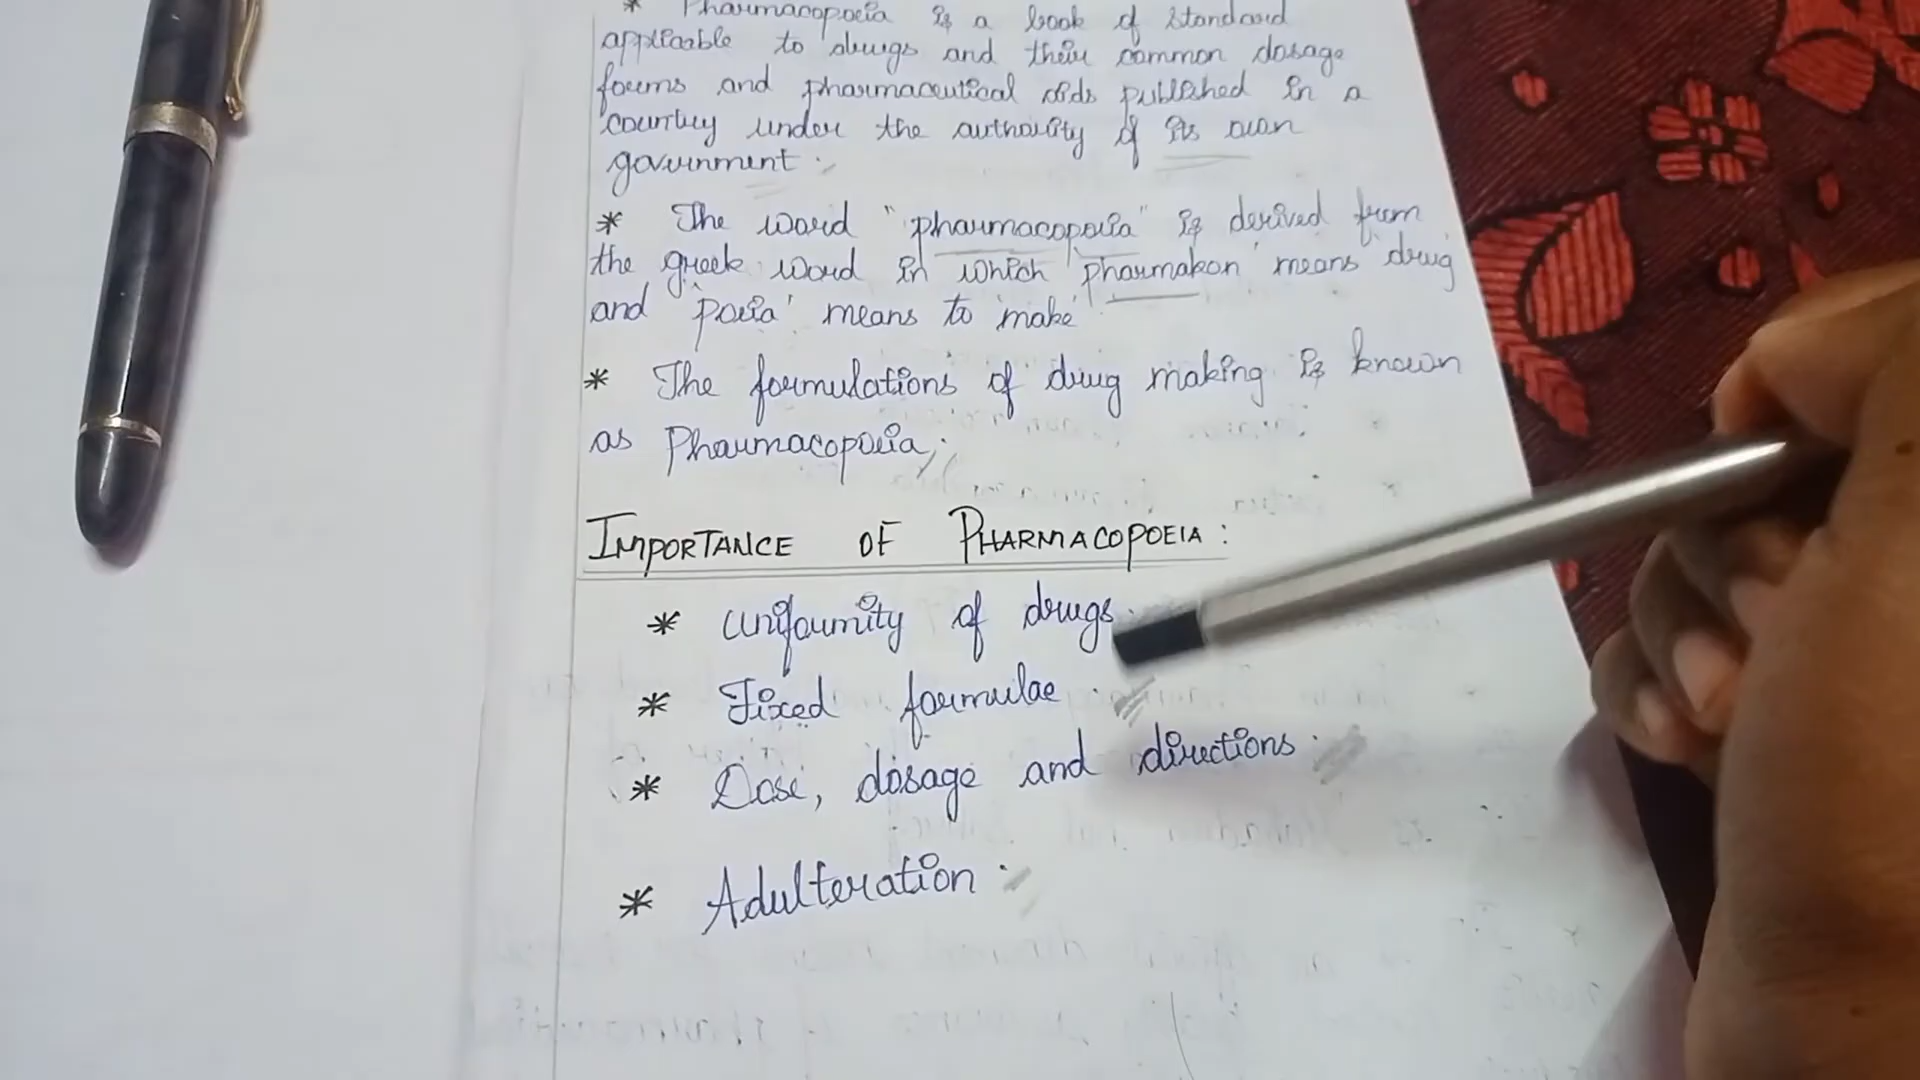 * Pharmacopoeia is a book of standard
applicable to drugs and their common dosage
forms and pharmaceutical aids published in a
country under the authority of its own
government.
* The word "pharmacopoeia" is derived from
the greek word in which 'pharmakon' means 'drug'
and 'poeia' means to 'make'
* The formulations of drug making is known
as Pharmacopoeia.
IMPORTANCE OF PHARMACOPOEIA:
* Uniformity of drugs.
* Fixed formulae.
* Dose, dosage and directions.
* Adulteration.